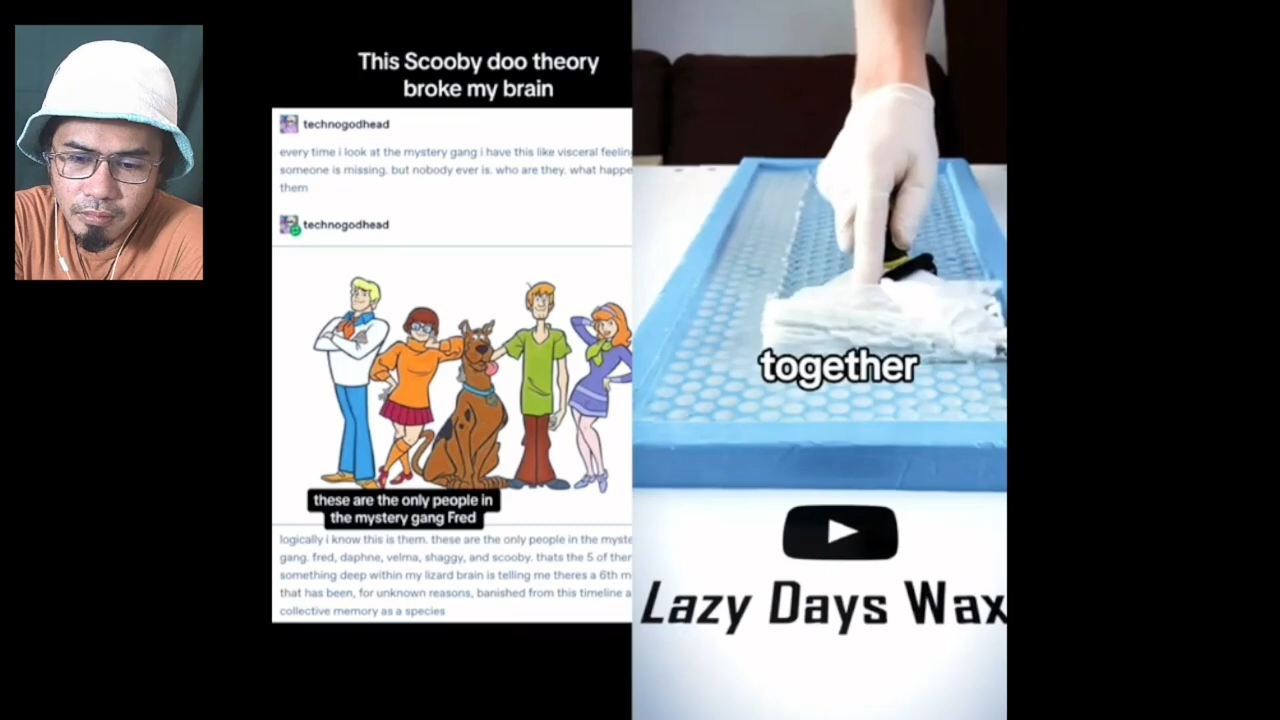 This Scooby doo theory
broke my brain
technogodhead
every time i look at the mystery gang i have this like visceral feeling
someone is missing. but nobody ever is. who are they. what happe
them
technogodhead
these are the only people in
the mystery gang Fred
logically i know this is them. these are the only people in the myste
gang. fred, daphne, velma, shaggy, and scooby. thats the 5 of ther
something deep within my lizard brain is telling me theres a 6th m
that has been, for unknown reasons, banished from this timeline a
collective memory as a species
together
Lazy Days Wax